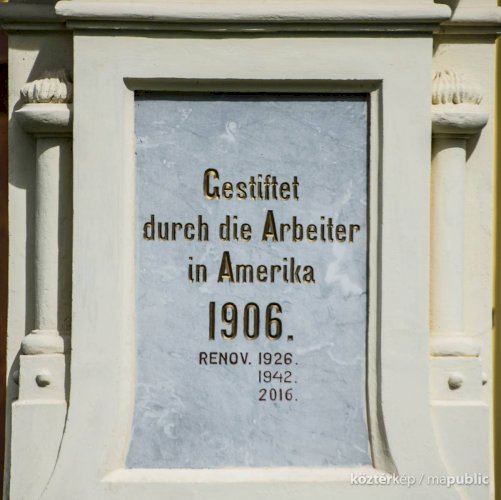 Gestiftet
durch die Arbeiter
in Amerika
1906.
RENOV. 1926.
1942.
2016.
köztérkép / mapublic